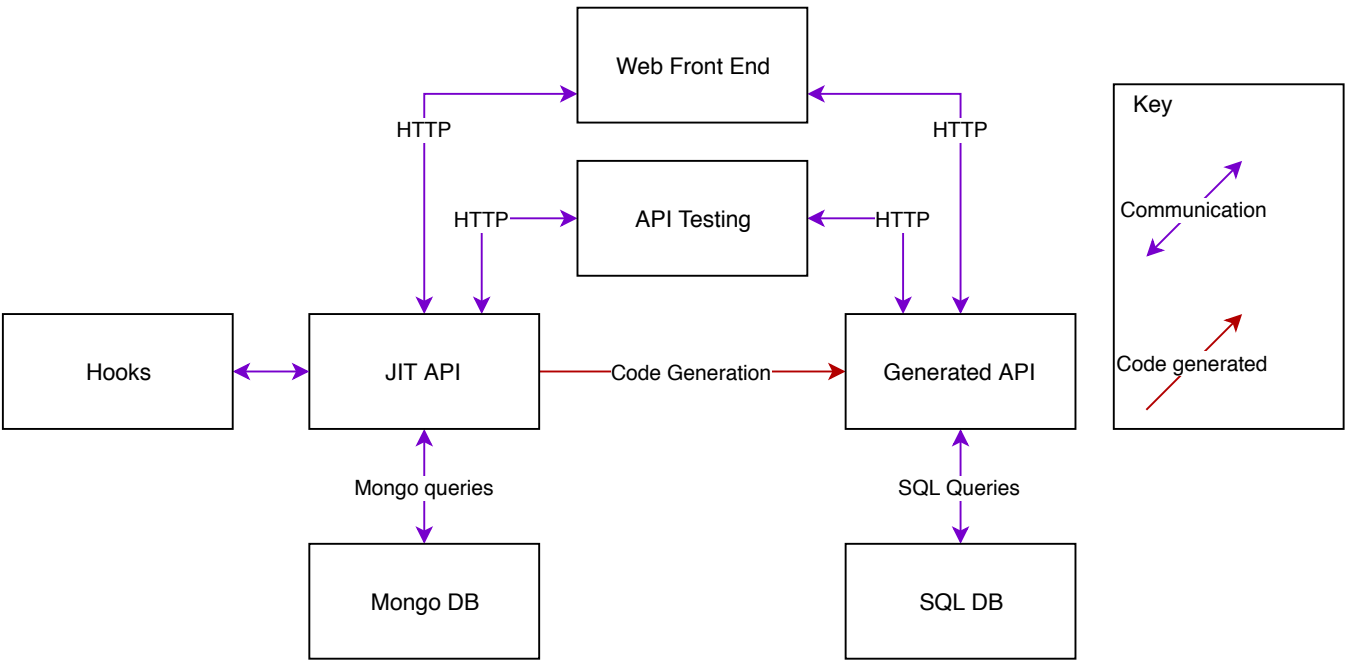 Web Front End
Key
HTTP
HTTP
Communication
HTTP
API Testing
HTTP
Hooks
JIT API
Code Generation
Generated API
Code generated
Mongo queries
SQL Queries
Mongo DB
SQL DB